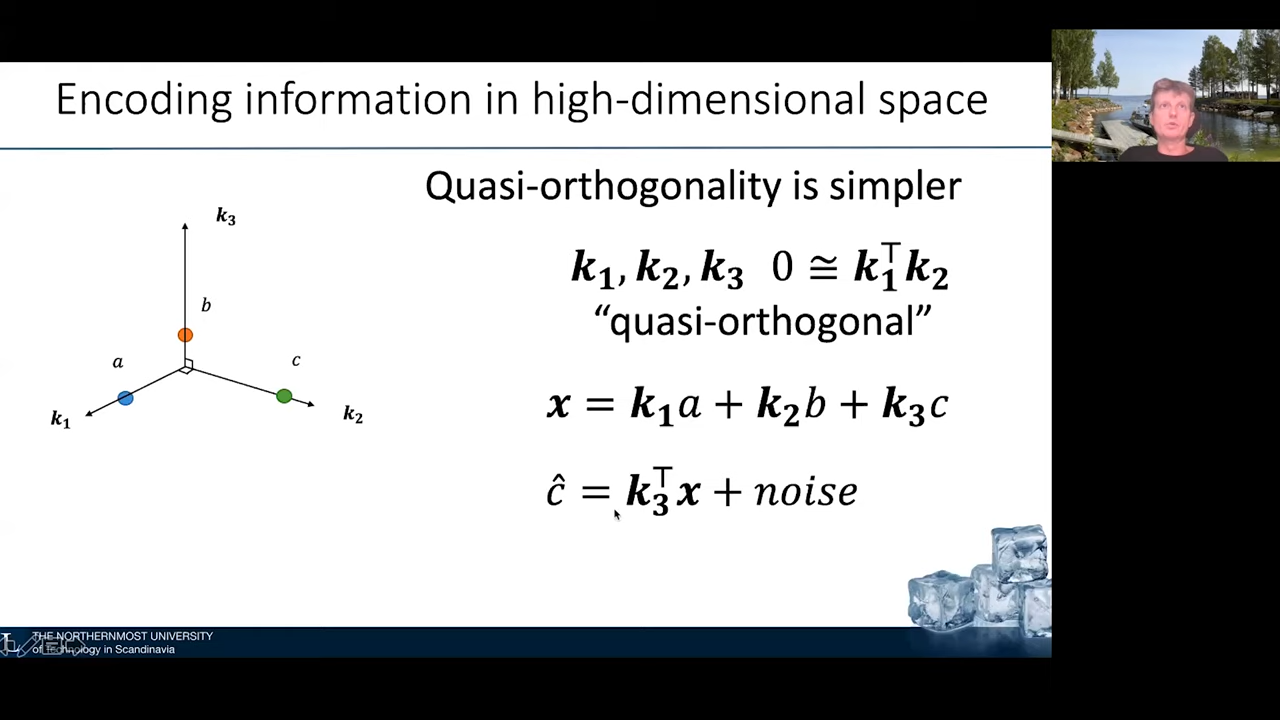 Encoding information in high-dimensional space
Quasi-orthogonality is simpler
k₃
b
a
c
k₁
k₂
k₁, k₂, k₃ 0 ≅ k₁ᵀk₂
“quasi-orthogonal”
x = k₁a + k₂b + k₃c
ĉ = k₃ᵀx + noise
THE NORTHERNMOST UNIVERSITY
of Technology in Scandinavia